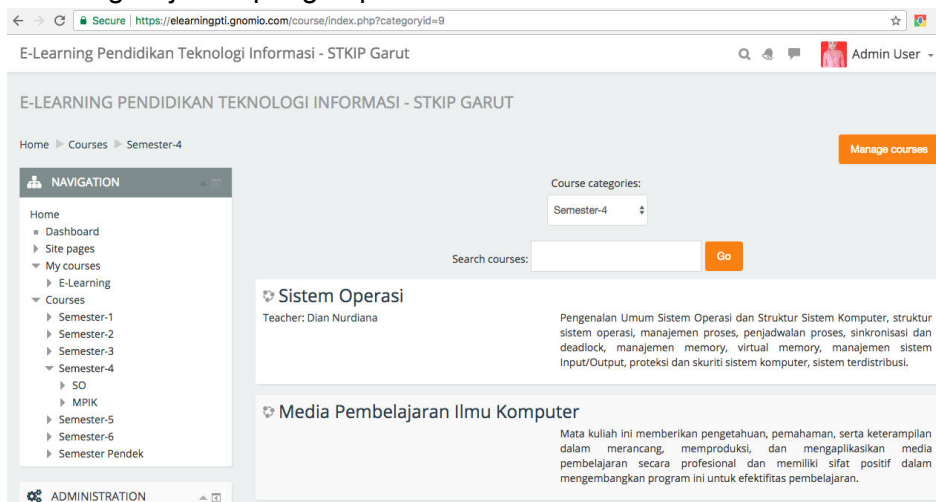 Secure | https://elearningpti.gnomio.com/course/index.php?categoryid=9
E-Learning Pendidikan Teknologi Informasi - STKIP Garut
Admin User
E-LEARNING PENDIDIKAN TEKNOLOGI INFORMASI - STKIP GARUT
Home Courses Semester-4
Manage courses
NAVIGATION
Home
Dashboard
Site pages
My courses
E-Learning
Courses
Semester-1
Semester-2
Semester-3
Semester-4
SO
MPIK
Semester-5
Semester-6
Semester Pendek
ADMINISTRATION
Course categories:
Semester-4
Search courses:
Go
Sistem Operasi
Teacher: Dian Nurdiana
Pengenalan Umum Sistem Operasi dan Struktur Sistem Komputer, struktur
sistem operasi, manajemen proses, penjadwalan proses, sinkronisasi dan
deadlock, manajemen memory, virtual memory, manajemen sistem
Input/Output, proteksi dan skuriti sistem komputer, sistem terdistribusi.
Media Pembelajaran Ilmu Komputer
Mata kuliah ini memberikan pengetahuan, pemahaman, serta keterampilan
dalam merancang, memproduksi, dan mengaplikasikan media
pembelajaran secara profesional dan memiliki sifat positif dalam
mengembangkan program ini untuk efektifitas pembelajaran.